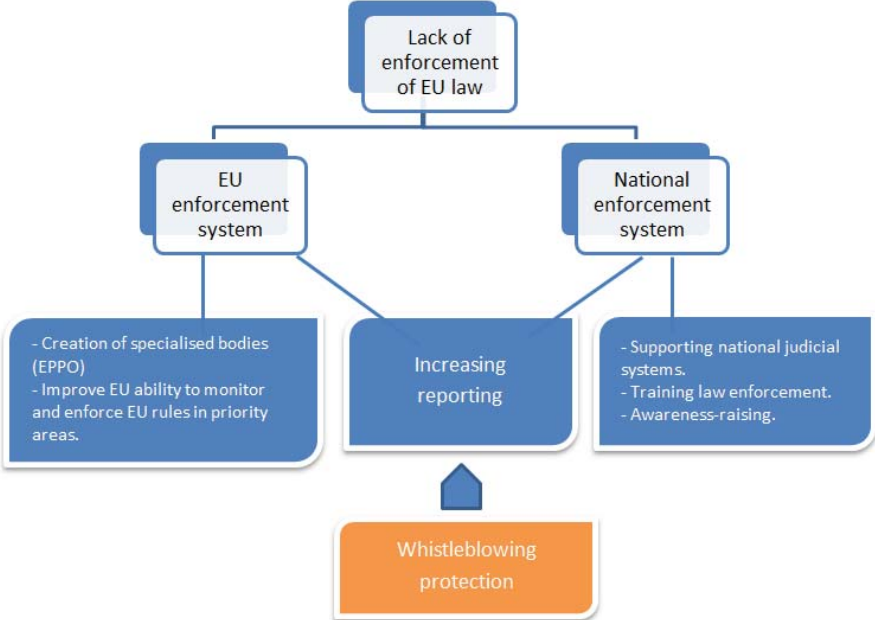 Lack of
enforcement
of EU law
EU
enforcement
system
National
enforcement
system
- Creation of specialised bodies
(EPPO)
- Improve EU ability to monitor
and enforce EU rules in priority
areas.
Increasing
reporting
- Supporting national judicial
systems.
- Training law enforcement.
- Awareness-raising.
Whistleblowing
protection